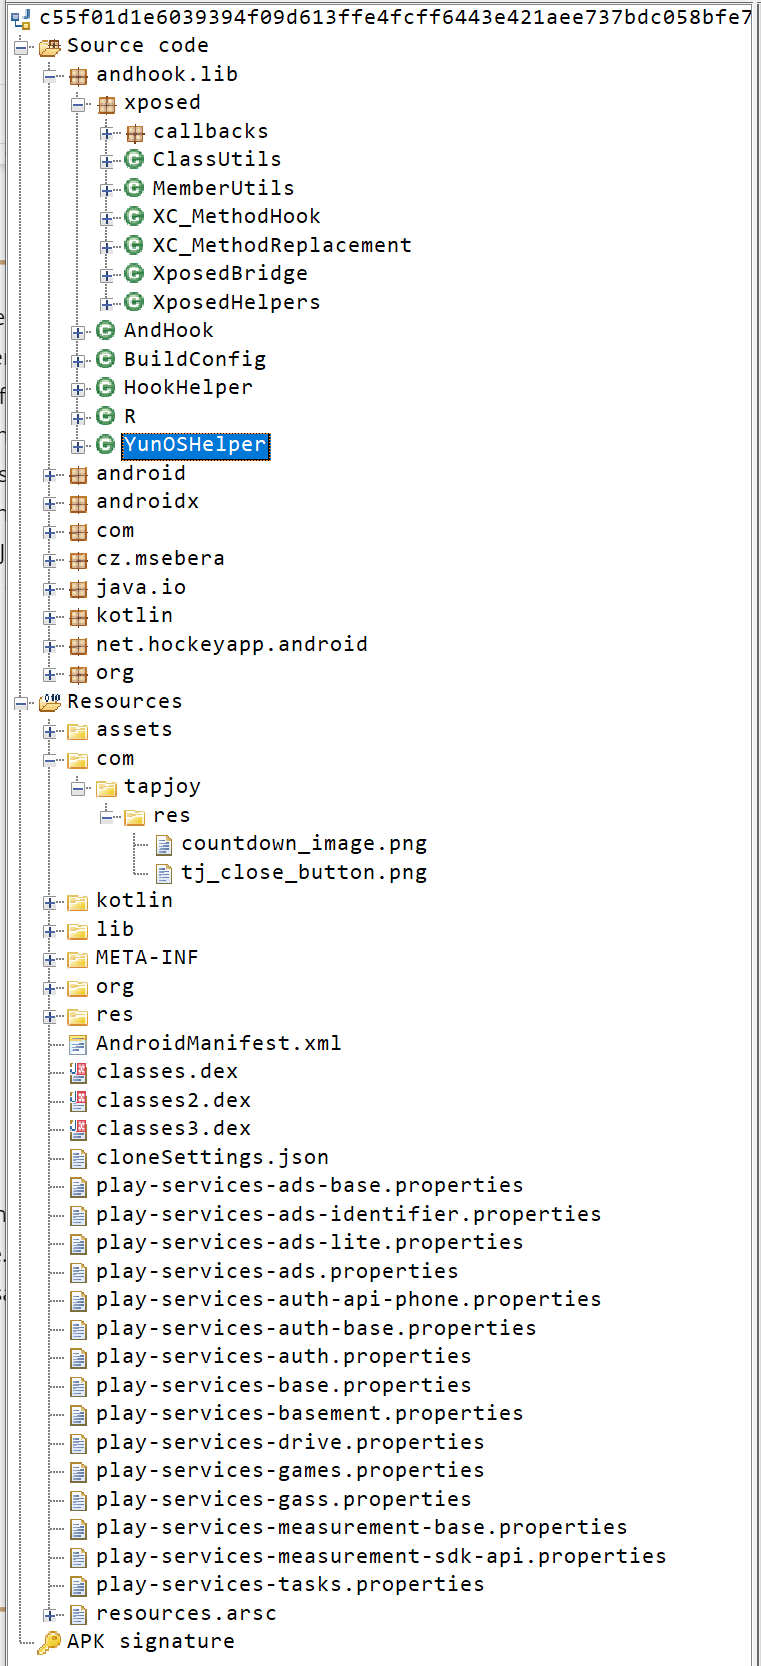 c55f01d1e6039394f09d613ffe4fcff6443e421aee737bdc058bfe7
Source code
andhook.lib
xposed
callbacks
ClassUtils
MemberUtils
XC_MethodHook
XC_MethodReplacement
XposedBridge
XposedHelpers
AndHook
BuildConfig
HookHelper
R
YunOSHelper
android
androidx
com
cz.msebera
java.io
kotlin
net.hockeyapp.android
org
Resources
assets
com
tapjoy
res
countdown_image.png
tj_close_button.png
kotlin
lib
META-INF
org
res
AndroidManifest.xml
classes.dex
classes2.dex
classes3.dex
cloneSettings.json
play-services-ads-base.properties
play-services-ads-identifier.properties
play-services-ads-lite.properties
play-services-ads.properties
play-services-auth-api-phone.properties
play-services-auth-base.properties
play-services-auth.properties
play-services-base.properties
play-services-basement.properties
play-services-drive.properties
play-services-games.properties
play-services-gass.properties
play-services-measurement-base.properties
play-services-measurement-sdk-api.properties
play-services-tasks.properties
resources.arsc
APK signature